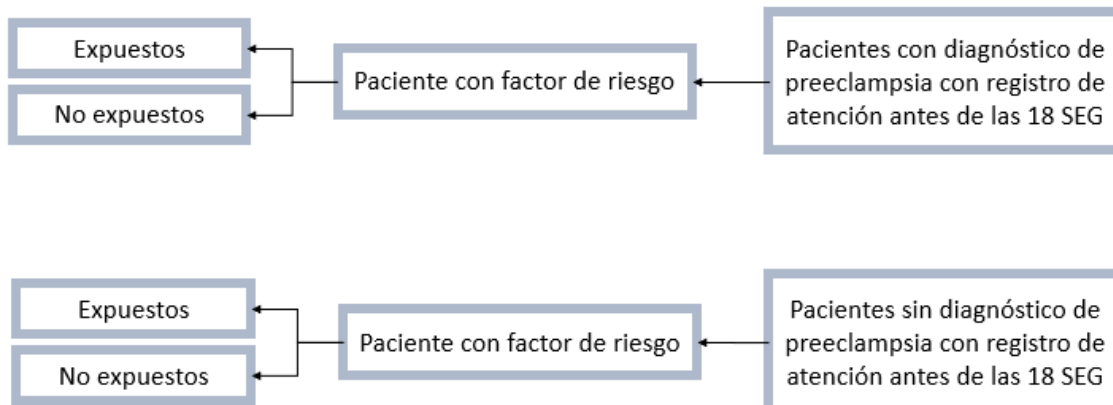 Expuestos
No expuestos
Paciente con factor de riesgo
Pacientes con diagnóstico de
preeclampsia con registro de
atención antes de las 18 SEG
Expuestos
No expuestos
Paciente con factor de riesgo
Pacientes sin diagnóstico de
preeclampsia con registro de
atención antes de las 18 SEG